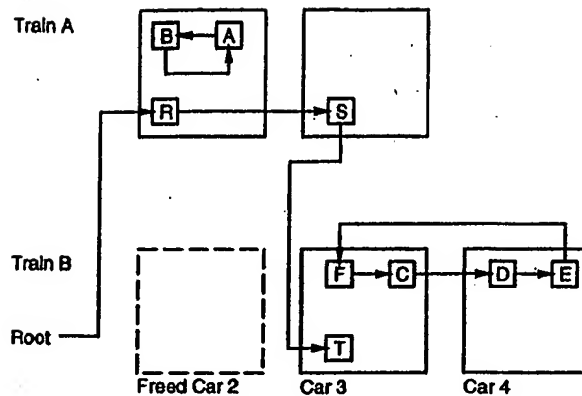 Train A
B A
R S
Train B
F C D E
Root
T
Freed Car 2 Car 3 Car 4